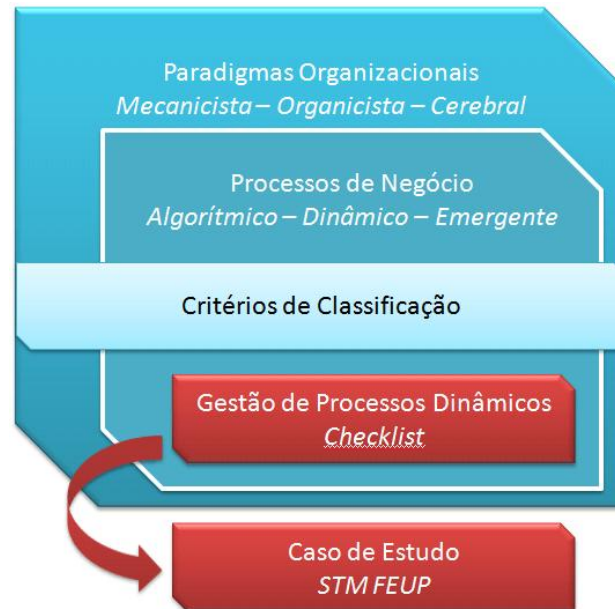 Paradigmas Organizacionais
Mecanicista – Organicista – Cerebral
Processos de Negócio
Algorítmico – Dinâmico – Emergente
Critérios de Classificação
Gestão de Processos Dinâmicos
Checklist
Caso de Estudo
STM FEUP